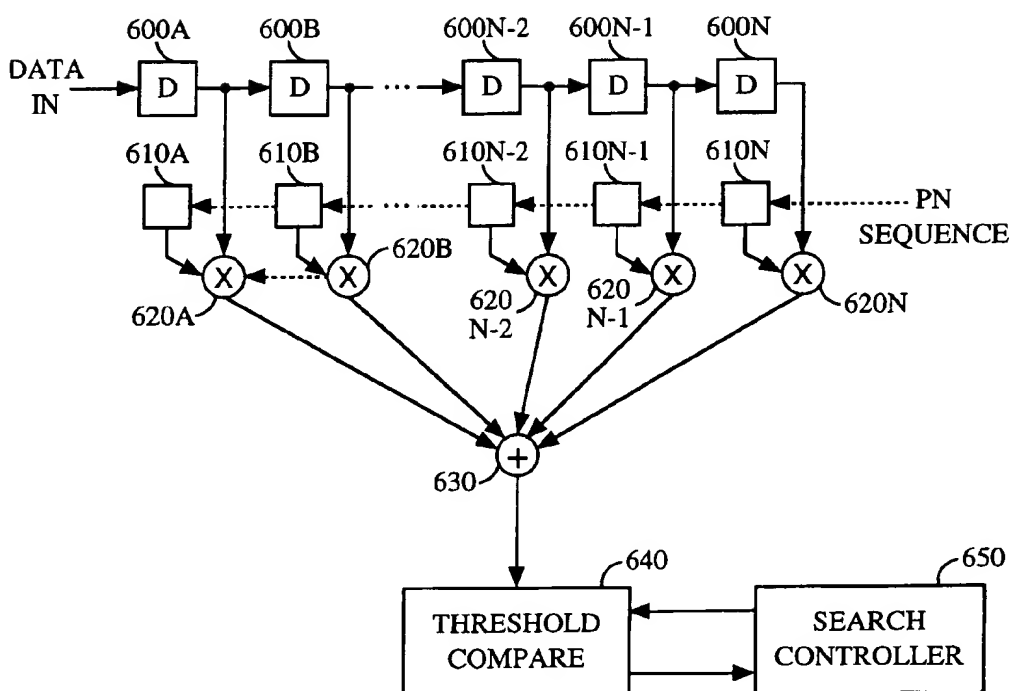 600A
600B
600N-2
600N-1
600N
DATA
IN
D
D
...
D
D
D
610A
610B
610N-2
610N-1
610N
...
PN
SEQUENCE
X
X
620B
X
X
X
620A
620
N-2
620
N-1
620N
+
630
640
650
THRESHOLD
COMPARE
SEARCH
CONTROLLER